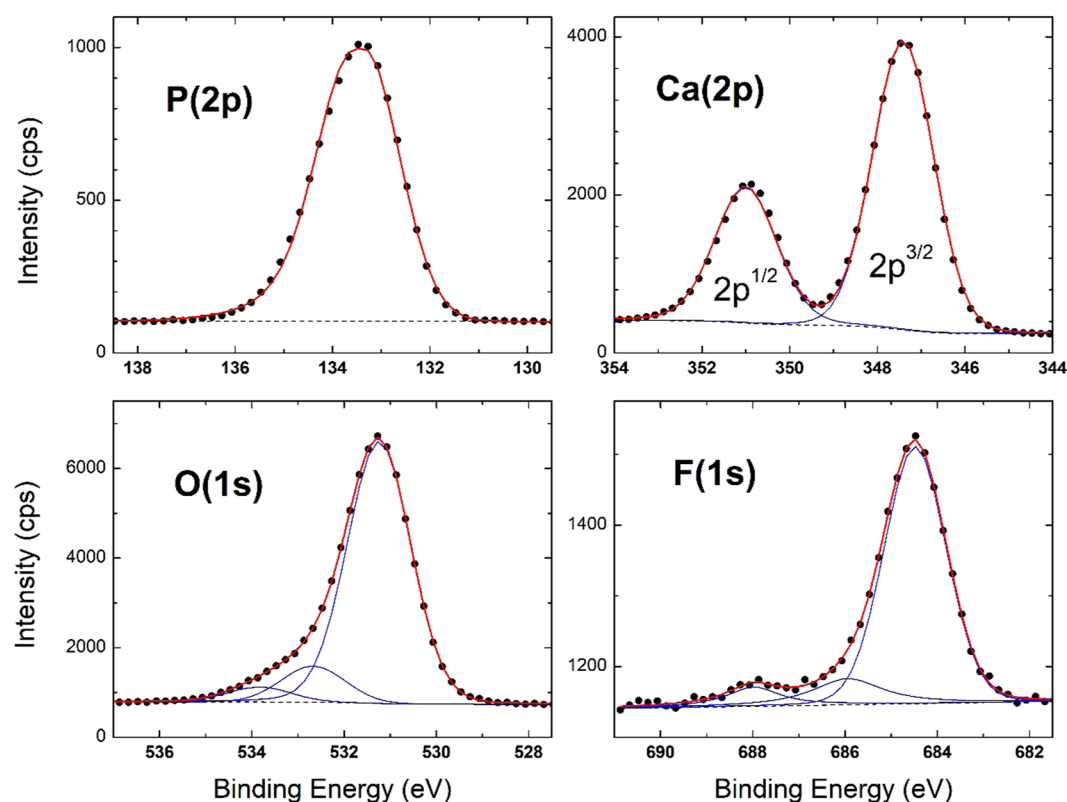 Intensity (cps)
1000
500
0
P(2p)
138 136 134 132 130
4000
2000
0
Ca(2p)
2p1/2
2p3/2
354 352 350 348 346 344
Intensity (cps)
6000
4000
2000
0
O(1s)
536 534 532 530 528
Binding Energy (eV)
1400
1200
F(1s)
690 688 686 684 682
Binding Energy (eV)